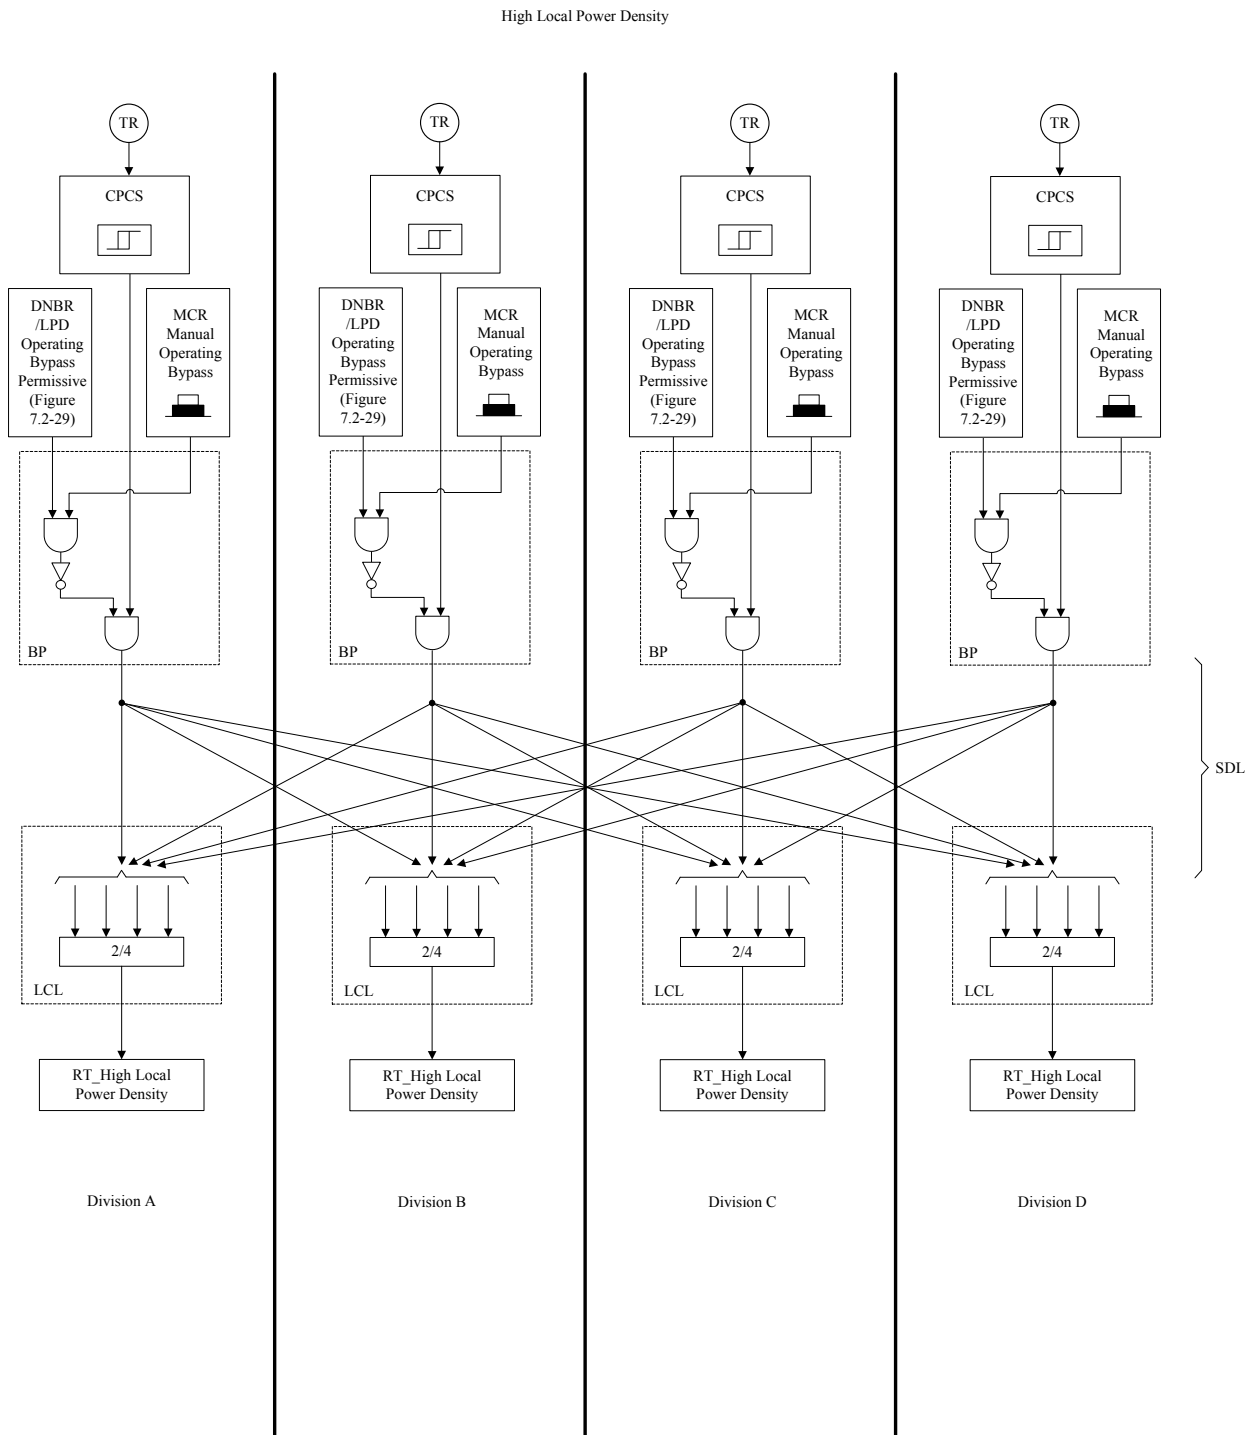 High Local Power Density
TR
TR
TR
TR
CPCS
CPCS
CPCS
CPCS
DNBR
/LPD
Operating
Bypass
Permissive
(Figure
7.2-29)
MCR
Manual
Operating
Bypass
DNBR
/LPD
Operating
Bypass
Permissive
(Figure
7.2-29)
MCR
Manual
Operating
Bypass
DNBR
/LPD
Operating
Bypass
Permissive
(Figure
7.2-29)
MCR
Manual
Operating
Bypass
DNBR
/LPD
Operating
Bypass
Permissive
(Figure
7.2-29)
MCR
Manual
Operating
Bypass
BP
BP
BP
BP
SDL
2/4
2/4
2/4
2/4
LCL
LCL
LCL
LCL
RT_High Local
Power Density
RT_High Local
Power Density
RT_High Local
Power Density
RT_High Local
Power Density
Division A
Division B
Division C
Division D